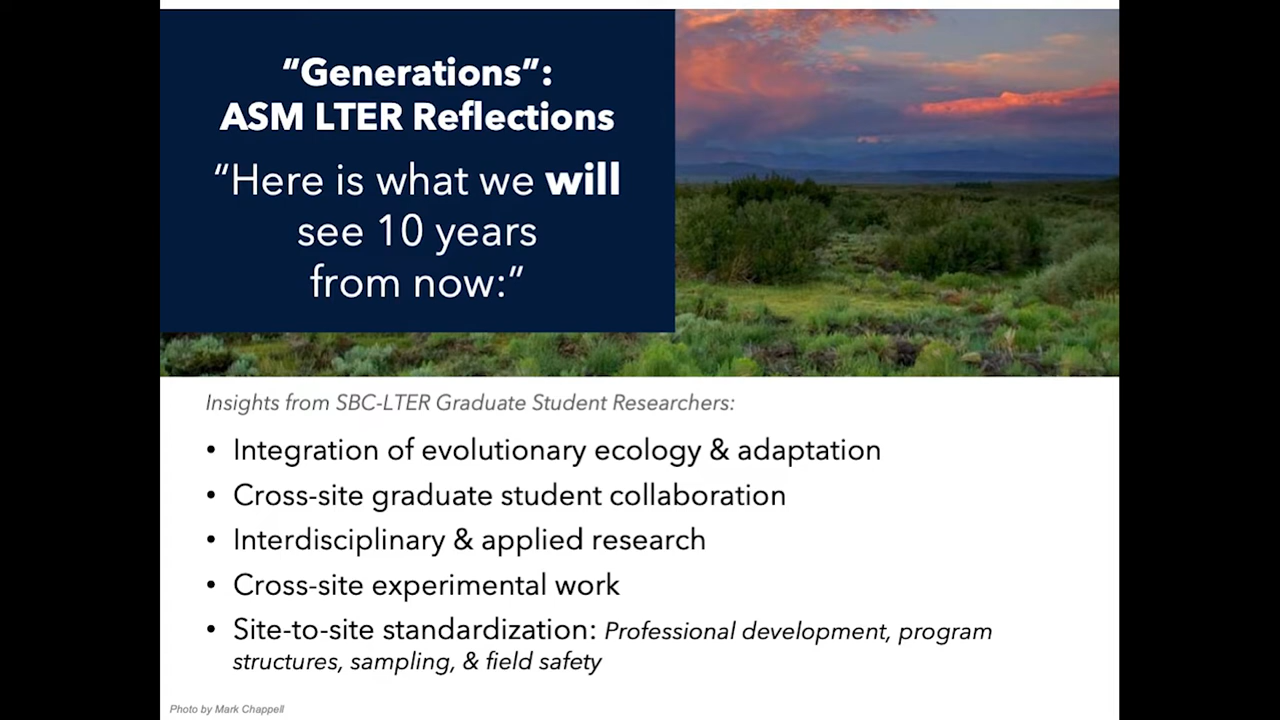 “Generations”:
ASM LTER Reflections
“Here is what we will
see 10 years
from now:”
Insights from SBC-LTER Graduate Student Researchers:
• Integration of evolutionary ecology & adaptation
• Cross-site graduate student collaboration
• Interdisciplinary & applied research
• Cross-site experimental work
• Site-to-site standardization: Professional development, program
structures, sampling, & field safety
Photo by Mark Chappell